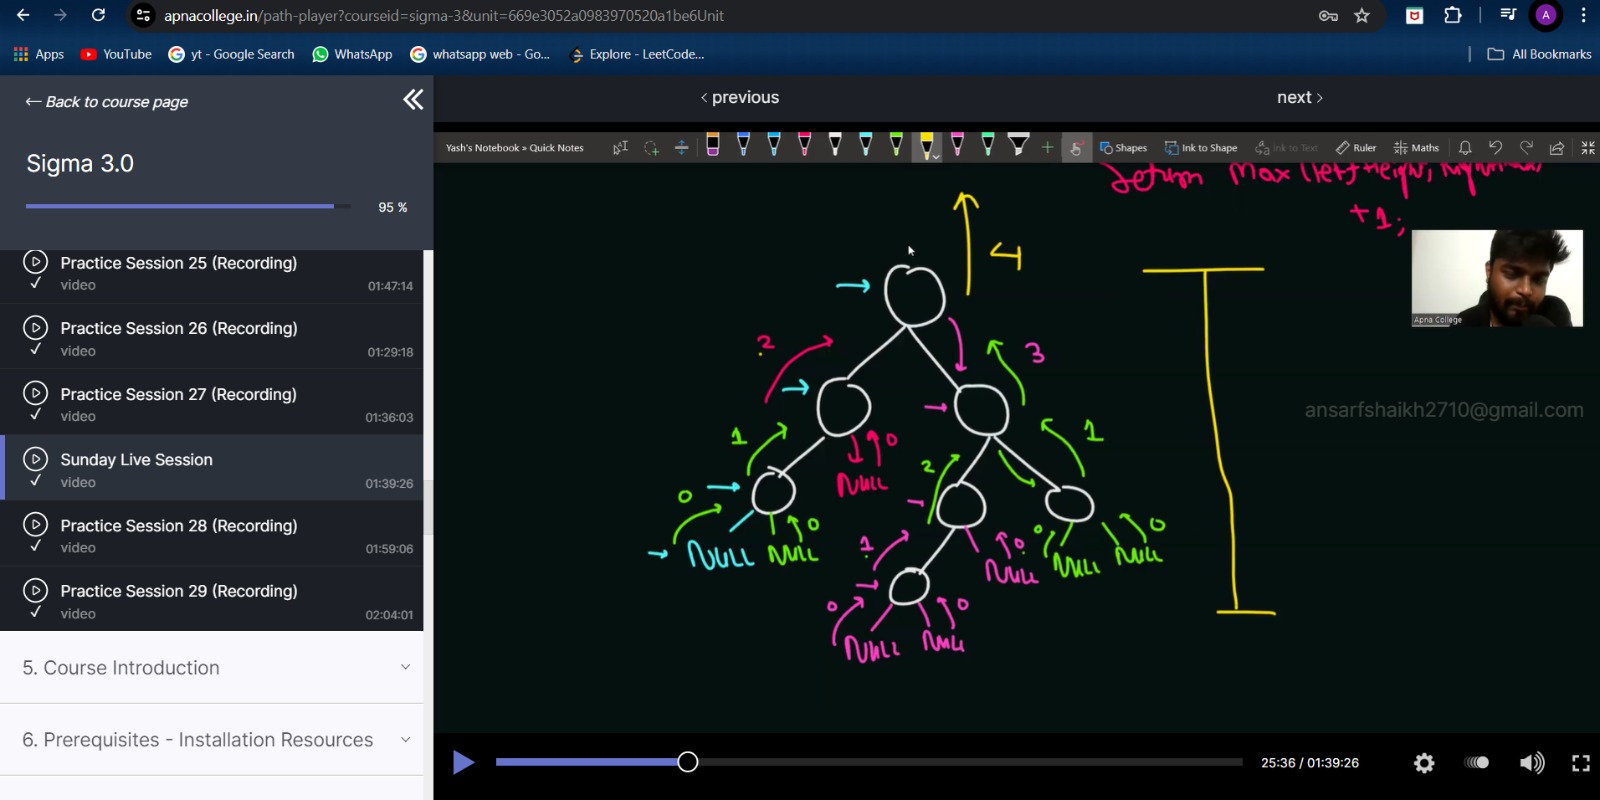 apnacollege.in/path-player?courseid=sigma-3&unit=669e3052a0983970520a1be6Unit
A
Apps
YouTube
yt - Google Search
WhatsApp
whatsapp web - Go...
Explore - LeetCode...
All Bookmarks
← Back to course page
Sigma 3.0
95 %
Practice Session 25 (Recording)
video
01:47:14
Practice Session 26 (Recording)
video
01:29:18
Practice Session 27 (Recording)
video
01:36:03
Sunday Live Session
video
01:39:26
Practice Session 28 (Recording)
video
01:59:06
Practice Session 29 (Recording)
video
02:04:01
5. Course Introduction
6. Prerequisites - Installation Resources
< previous
next >
Yash's Notebook » Quick Notes
Shapes
Ink to Shape
Ink to Text
Ruler
Maths
return Max (leftheight,
+1;
4
Apna College
2
3
ansarfshaikh2710@gmail.com
1
0
NULL
2
1
0
NULL
0
NULL
1
0
NULL
0
NULL
0
NULL
0
NULL
0
NULL
25:36 / 01:39:26